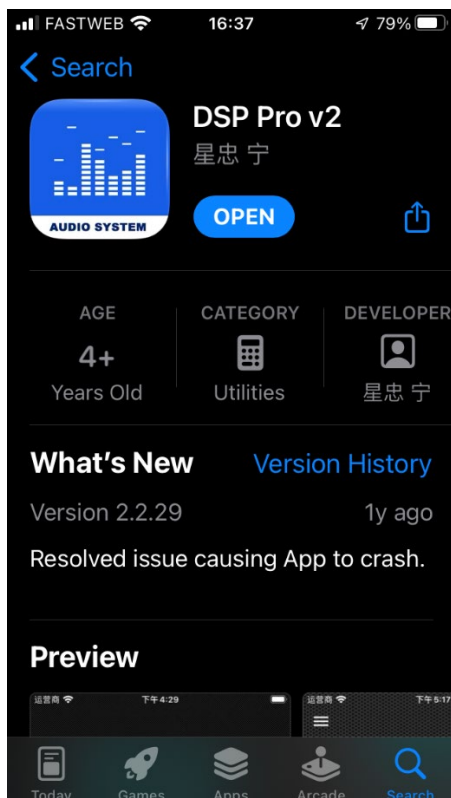 FASTWEB 16:37 79%
Search
DSP Pro v2
星忠 宁
AUDIO SYSTEM
OPEN
AGE CATEGORY DEVELOPER
4+
Years Old Utilities 星忠 宁
What's New Version History
Version 2.2.29 1y ago
Resolved issue causing App to crash.
Preview
运营商 下午4:29 运营商 下午5:17
Today Games Apps Arcade Search